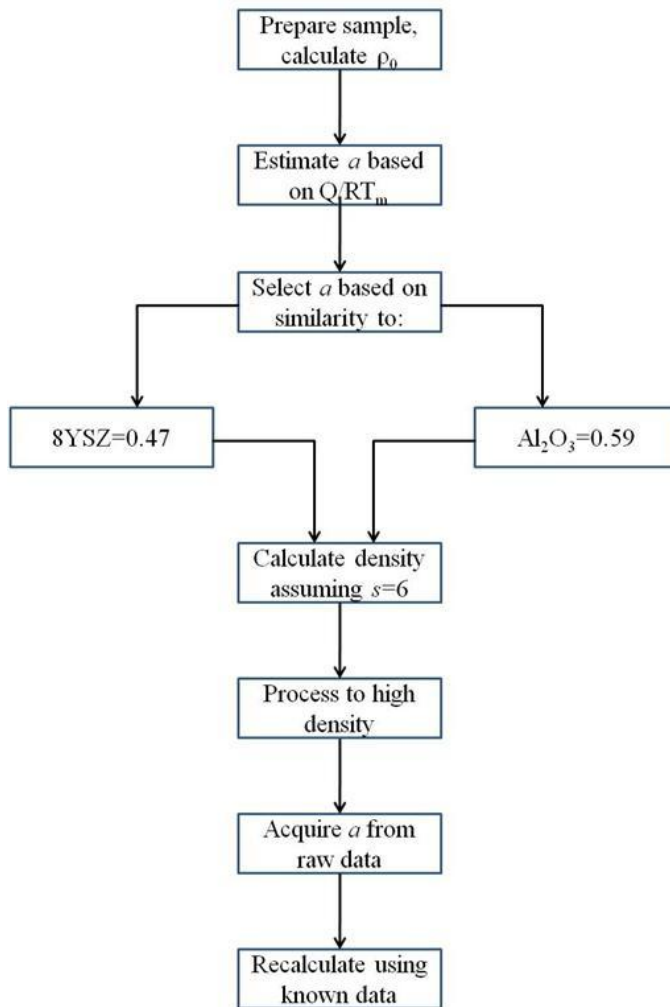 Prepare sample,
calculate ρ₀
Estimate a based
on Q/RTₘ
Select a based on
similarity to:
8YSZ=0.47
Al₂O₃=0.59
Calculate density
assuming s=6
Process to high
density
Acquire a from
raw data
Recalculate using
known data